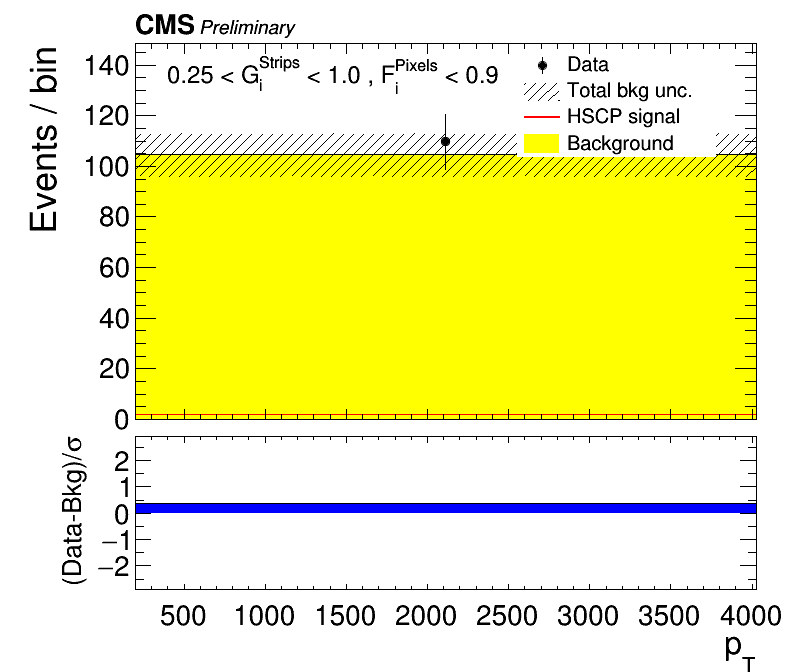 CMS Preliminary
Events / bin
140
120
100
80
60
40
20
0
0.25 < G_i^Strips < 1.0 , F_i^Pixels < 0.9
Data
Total bkg unc.
HSCP signal
Background
(Data-Bkg)/σ
2
1
0
−1
−2
500 1000 1500 2000 2500 3000 3500 4000
p_T